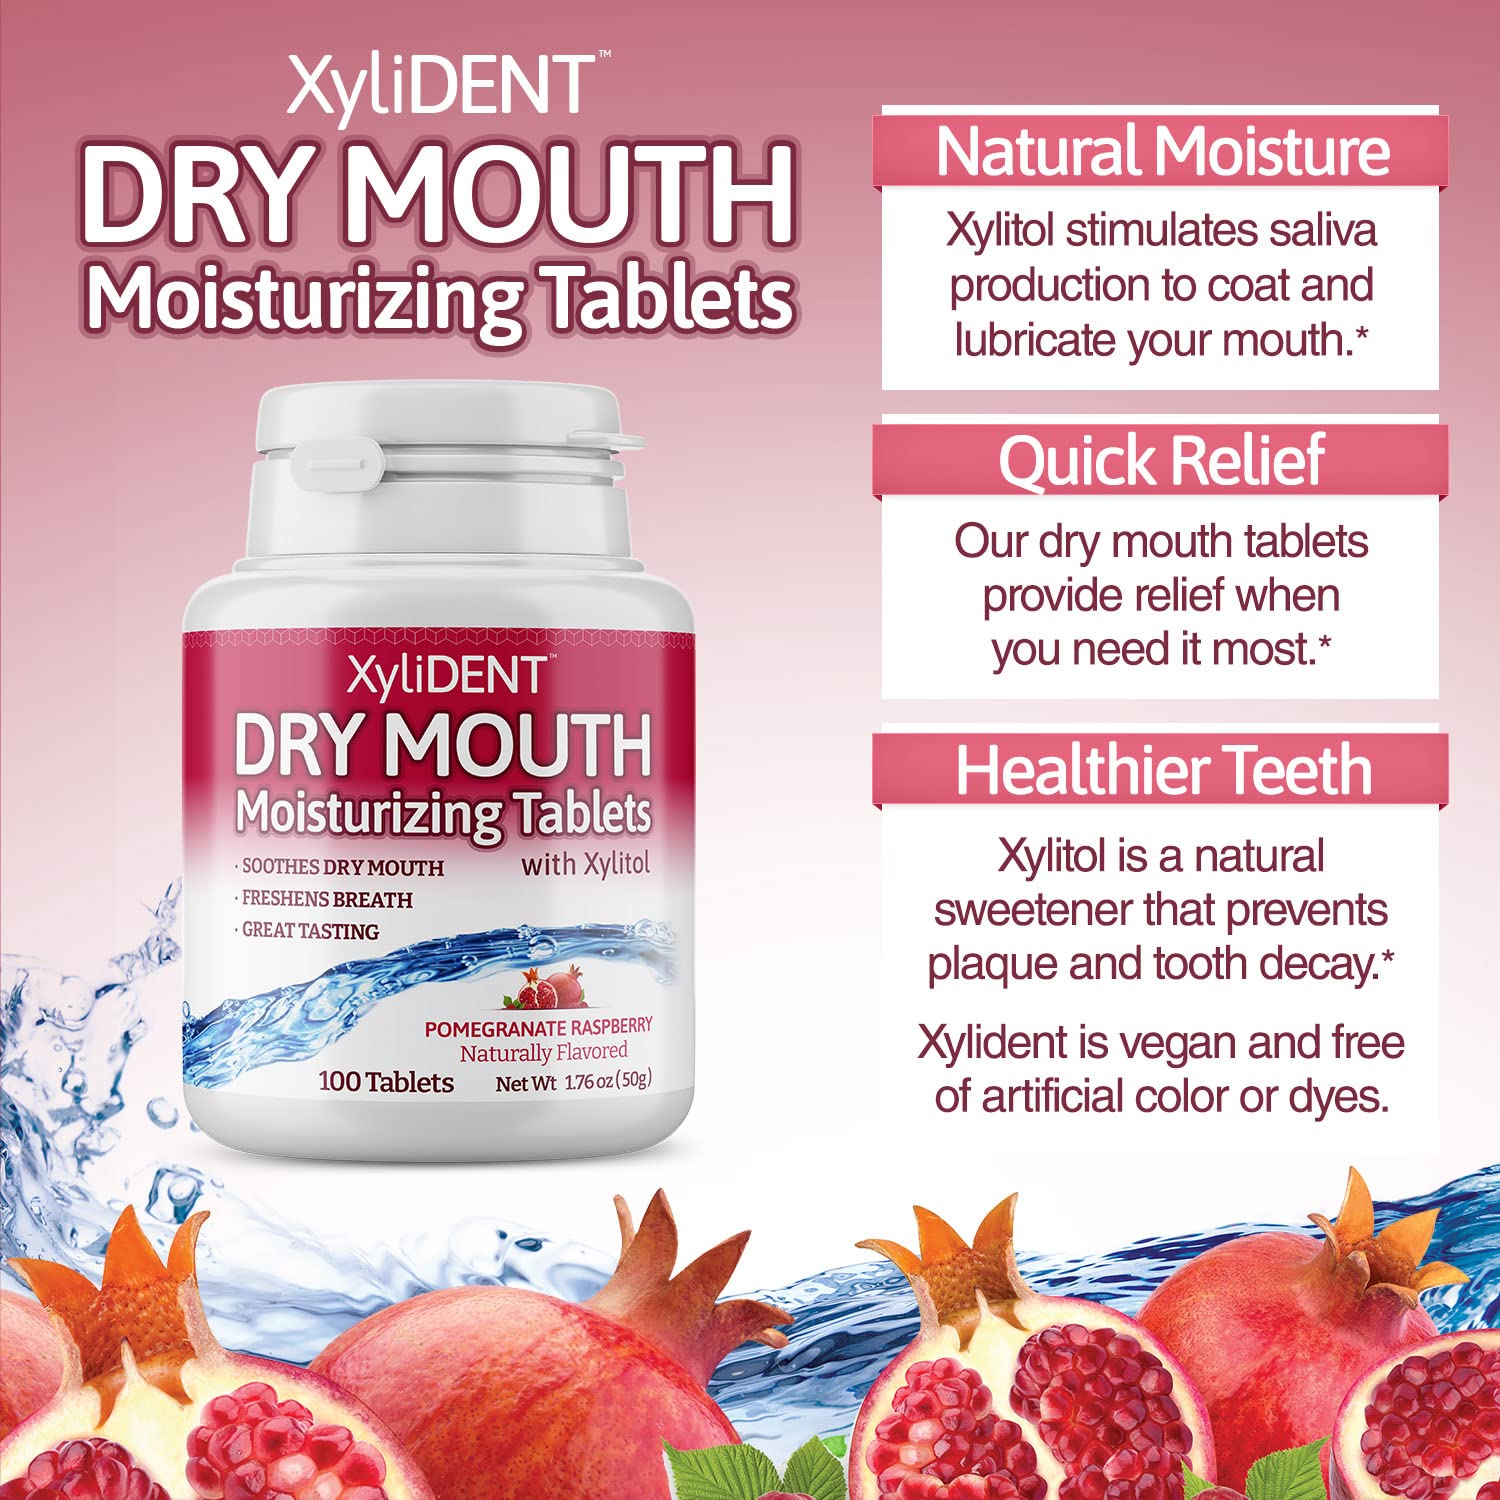 XyliDENT™
DRY MOUTH
Moisturizing Tablets
XyliDENT™
DRY MOUTH
Moisturizing Tablets
with Xylitol
· SOOTHES DRY MOUTH
· FRESHENS BREATH
· GREAT TASTING
POMEGRANATE RASPBERRY
Naturally Flavored
100 Tablets Net Wt 1.76 oz (50g)
Natural Moisture
Xylitol stimulates saliva
production to coat and
lubricate your mouth.*
Quick Relief
Our dry mouth tablets
provide relief when
you need it most.*
Healthier Teeth
Xylitol is a natural
sweetener that prevents
plaque and tooth decay.*
Xylident is vegan and free
of artificial color or dyes.